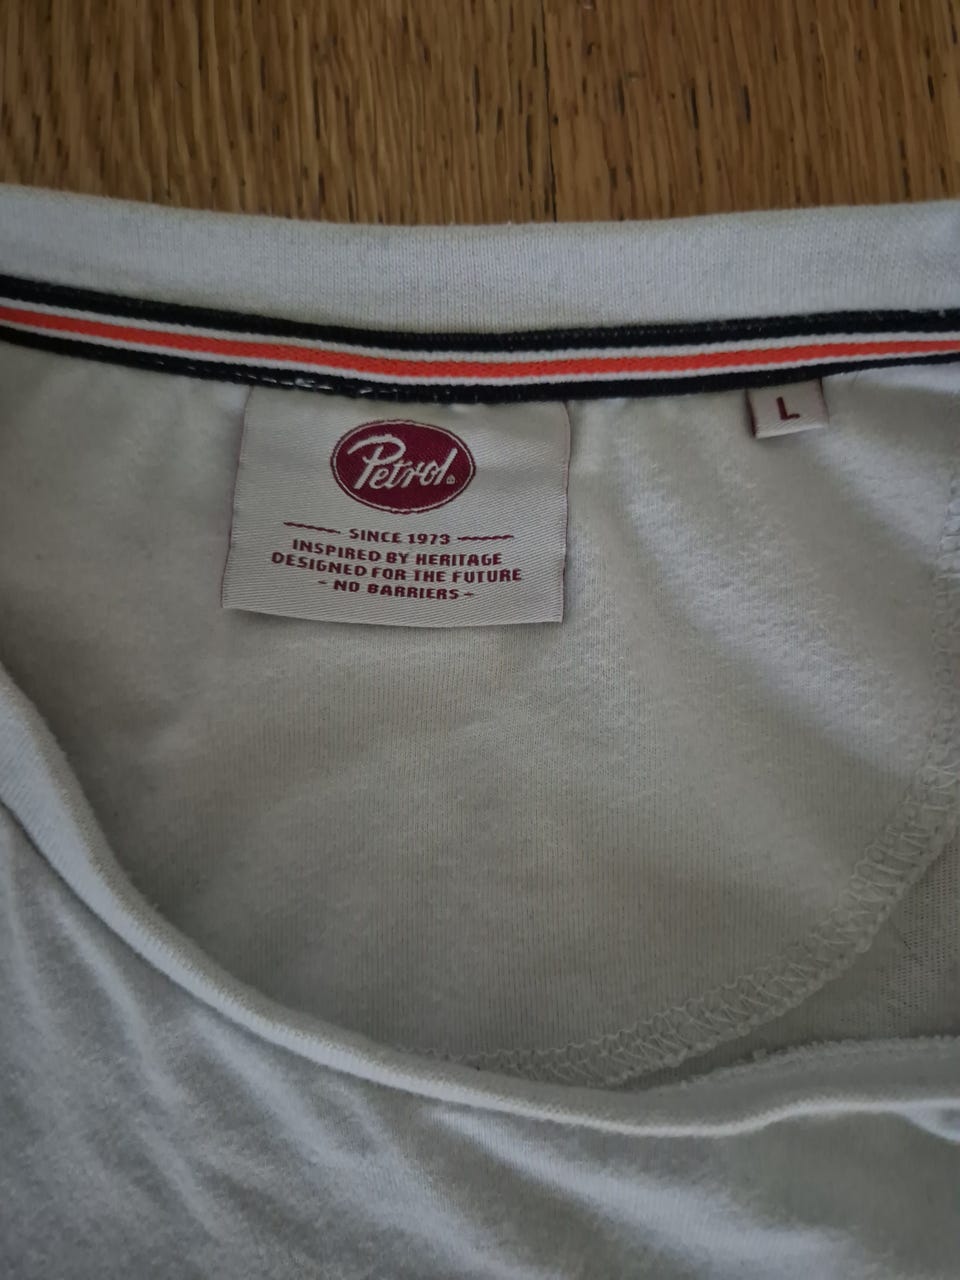 Petrol
SINCE 1973
INSPIRED BY HERITAGE
DESIGNED FOR THE FUTURE
- NO BARRIERS -
L